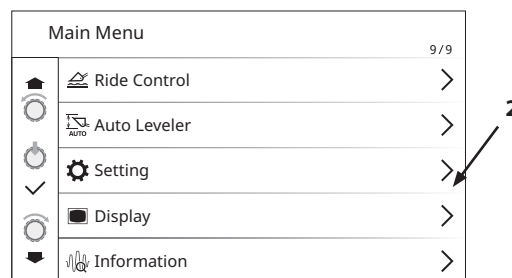 Main Menu
9/9
Ride Control
AUTO Auto Leveler
2
Setting
Display
Information